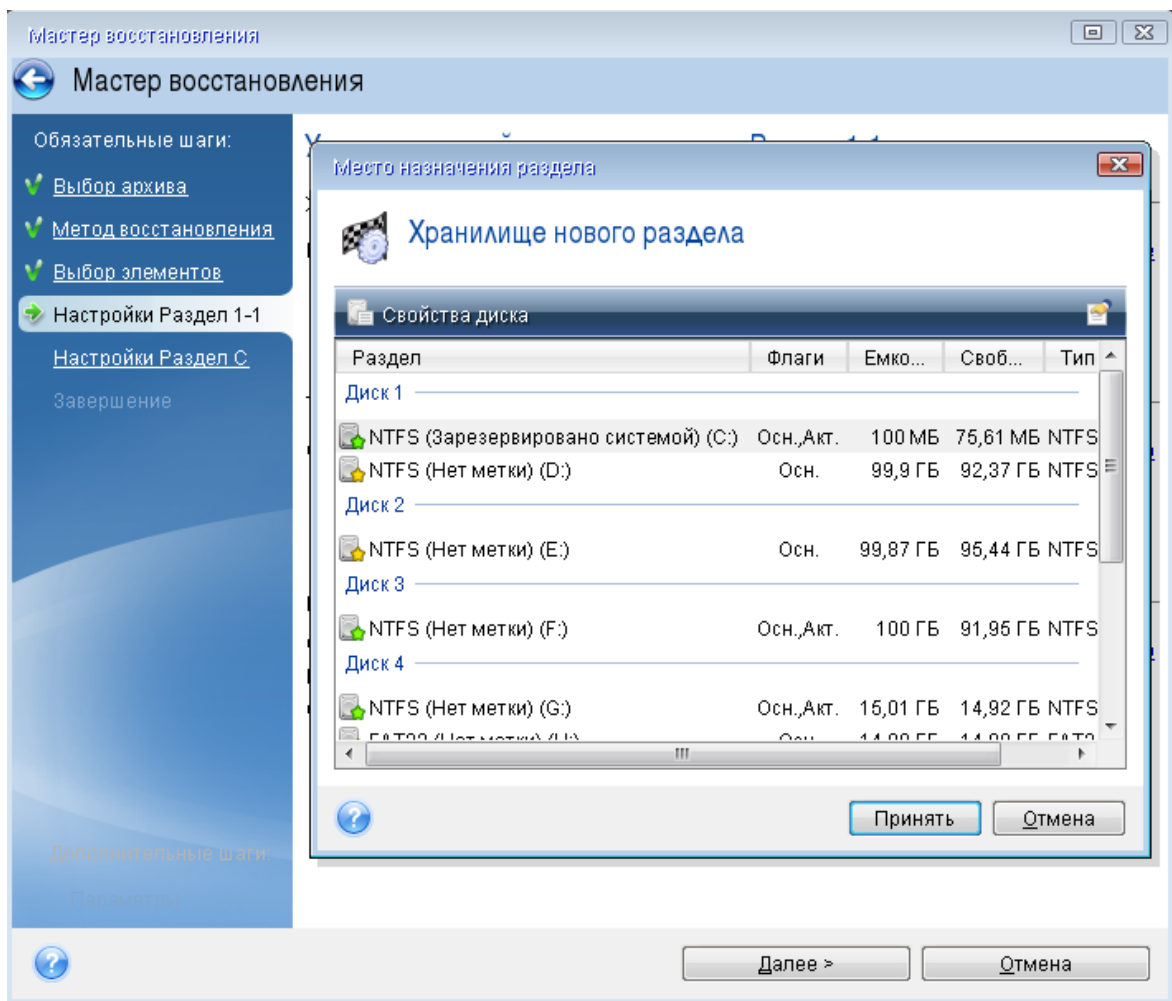 Мастер восстановления
Мастер восстановления
Обязательные шаги:
Выбор архива
Метод восстановления
Выбор элементов
Настройки Раздел 1-1
Настройки Раздел C
Завершение
Дополнительные шаги:
Параметры
Место назначения раздела
Хранилище нового раздела
Свойства диска
Раздел Флаги Емко... Своб... Тип
Диск 1
NTFS (Зарезервировано системой) (C:) Осн.,Акт. 100 МБ 75,61 МБ NTFS
NTFS (Нет метки) (D:) Осн. 99,9 ГБ 92,37 ГБ NTFS
Диск 2
NTFS (Нет метки) (E:) Осн. 99,87 ГБ 95,44 ГБ NTFS
Диск 3
NTFS (Нет метки) (F:) Осн.,Акт. 100 ГБ 91,95 ГБ NTFS
Диск 4
NTFS (Нет метки) (G:) Осн.,Акт. 15,01 ГБ 14,92 ГБ NTFS
Принять Отмена
Далее > Отмена